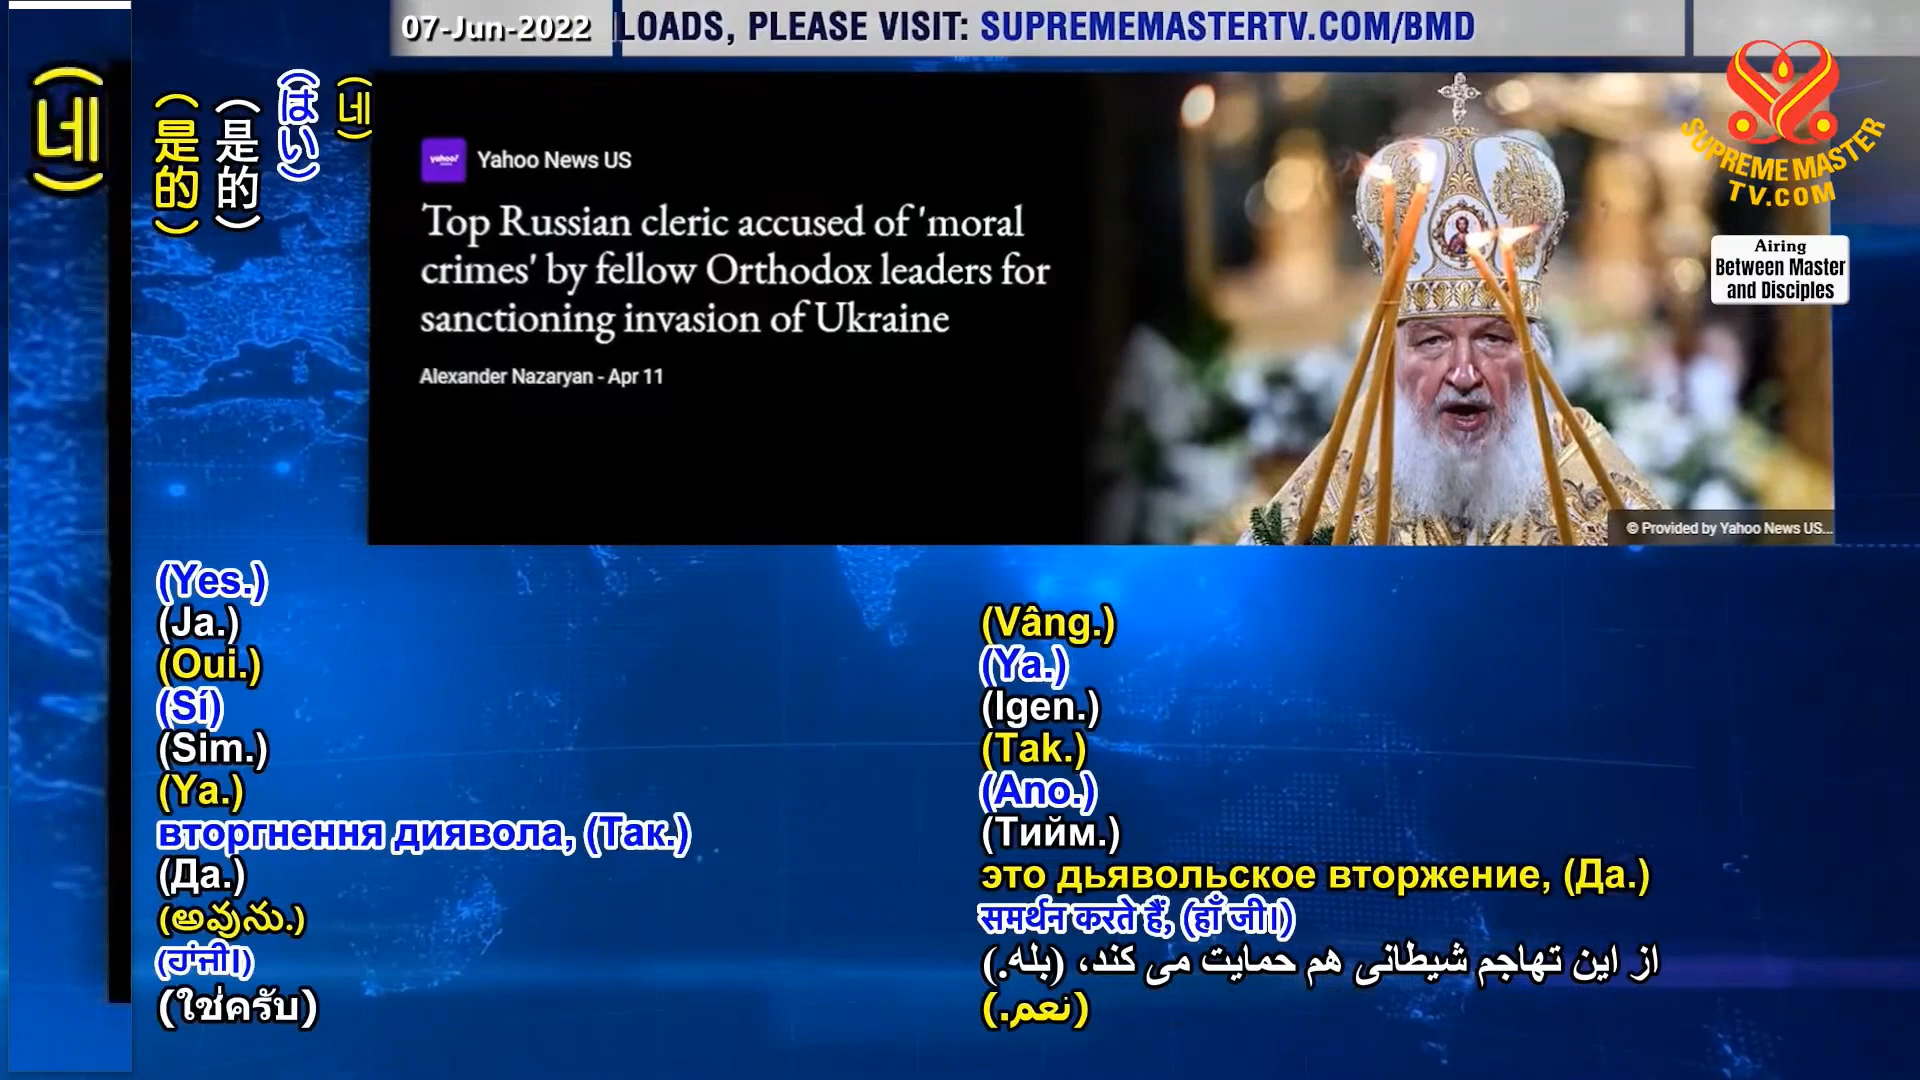 07-Jun-2022
LOADS, PLEASE VISIT: SUPREMEMASTERTV.COM/BMD
SUPREME MASTER
TV.COM
Airing
Between Master
and Disciples
(네)
(是的)
(是的)
(はい)
(네)
yahoo!
Yahoo News US
Top Russian cleric accused of 'moral
crimes' by fellow Orthodox leaders for
sanctioning invasion of Ukraine
Alexander Nazaryan - Apr 11
© Provided by Yahoo News US...
(Yes.)
(Ja.)
(Oui.)
(Sí)
(Sim.)
(Ya.)
вторгнення диявола, (Так.)
(Да.)
(అవును.)
(ਹਾਂਜੀ।)
(ใช่ครับ)
(Vâng.)
(Ya.)
(Igen.)
(Tak.)
(Ano.)
(Тийм.)
это дьявольское вторжение, (Да.)
समर्थन करते हैं, (हाँ जी।)
از این تهاجم شیطانی هم حمایت می کند، (بله.)
(نعم.)